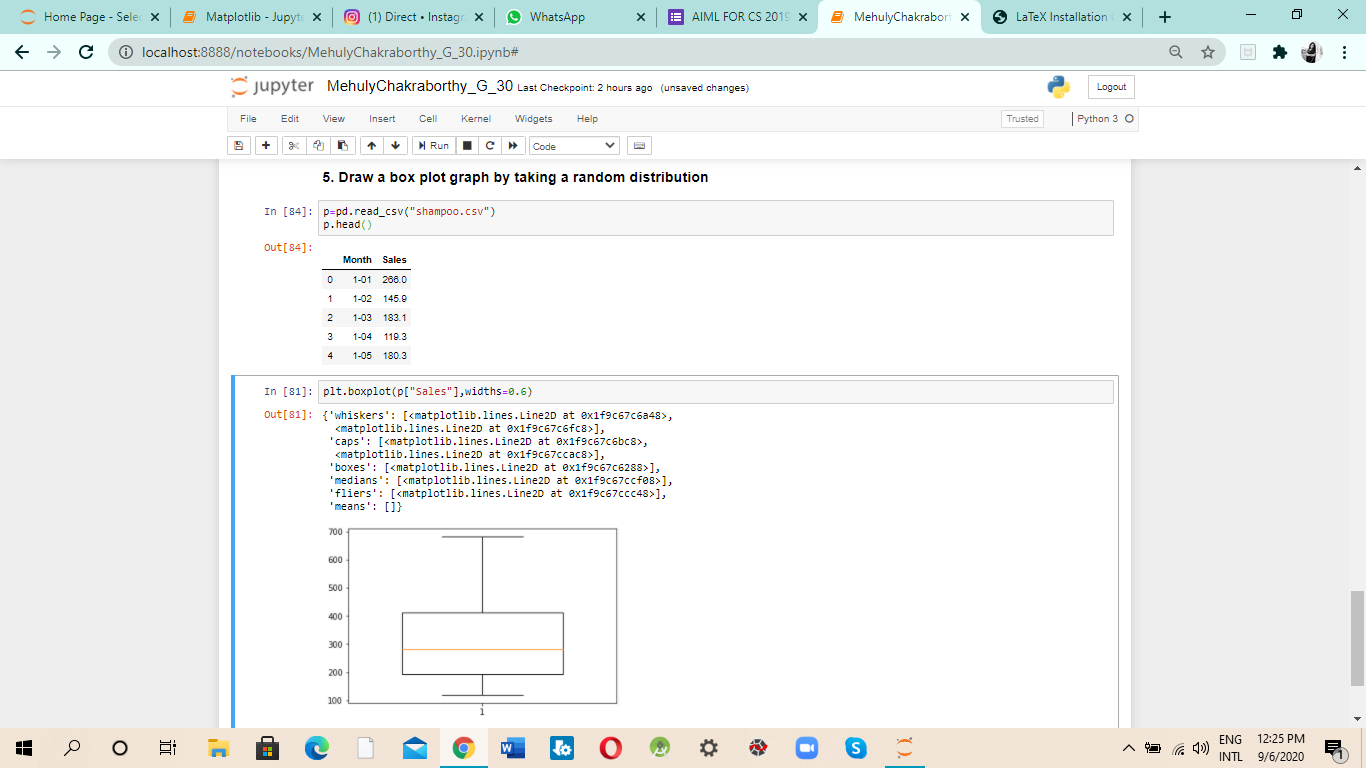 Home Page - Selec
Matplotlib - Jupyte
(1) Direct • Instagr
WhatsApp
AIML FOR CS 2019
MehulyChakrabort
LaTeX Installation
localhost:8888/notebooks/MehulyChakraborthy_G_30.ipynb#
jupyter MehulyChakraborthy_G_30 Last Checkpoint: 2 hours ago (unsaved changes)
Logout
File Edit View Insert Cell Kernel Widgets Help
Trusted
Python 3
Run
Code
5. Draw a box plot graph by taking a random distribution
In [84]: p=pd.read_csv("shampoo.csv")
p.head()
Out[84]:
Month Sales
0 1-01 266.0
1 1-02 145.9
2 1-03 183.1
3 1-04 119.3
4 1-05 180.3
In [81]: plt.boxplot(p["Sales"],widths=0.6)
Out[81]: {'whiskers': [<matplotlib.lines.Line2D at 0x1f9c67c6a48>,
<matplotlib.lines.Line2D at 0x1f9c67c6fc8>],
'caps': [<matplotlib.lines.Line2D at 0x1f9c67c6bc8>,
<matplotlib.lines.Line2D at 0x1f9c67ccac8>],
'boxes': [<matplotlib.lines.Line2D at 0x1f9c67c6288>],
'medians': [<matplotlib.lines.Line2D at 0x1f9c67ccf08>],
'fliers': [<matplotlib.lines.Line2D at 0x1f9c67ccc48>],
'means': []}
700
600
500
400
300
200
100
1
ENG
INTL
12:25 PM
9/6/2020
1